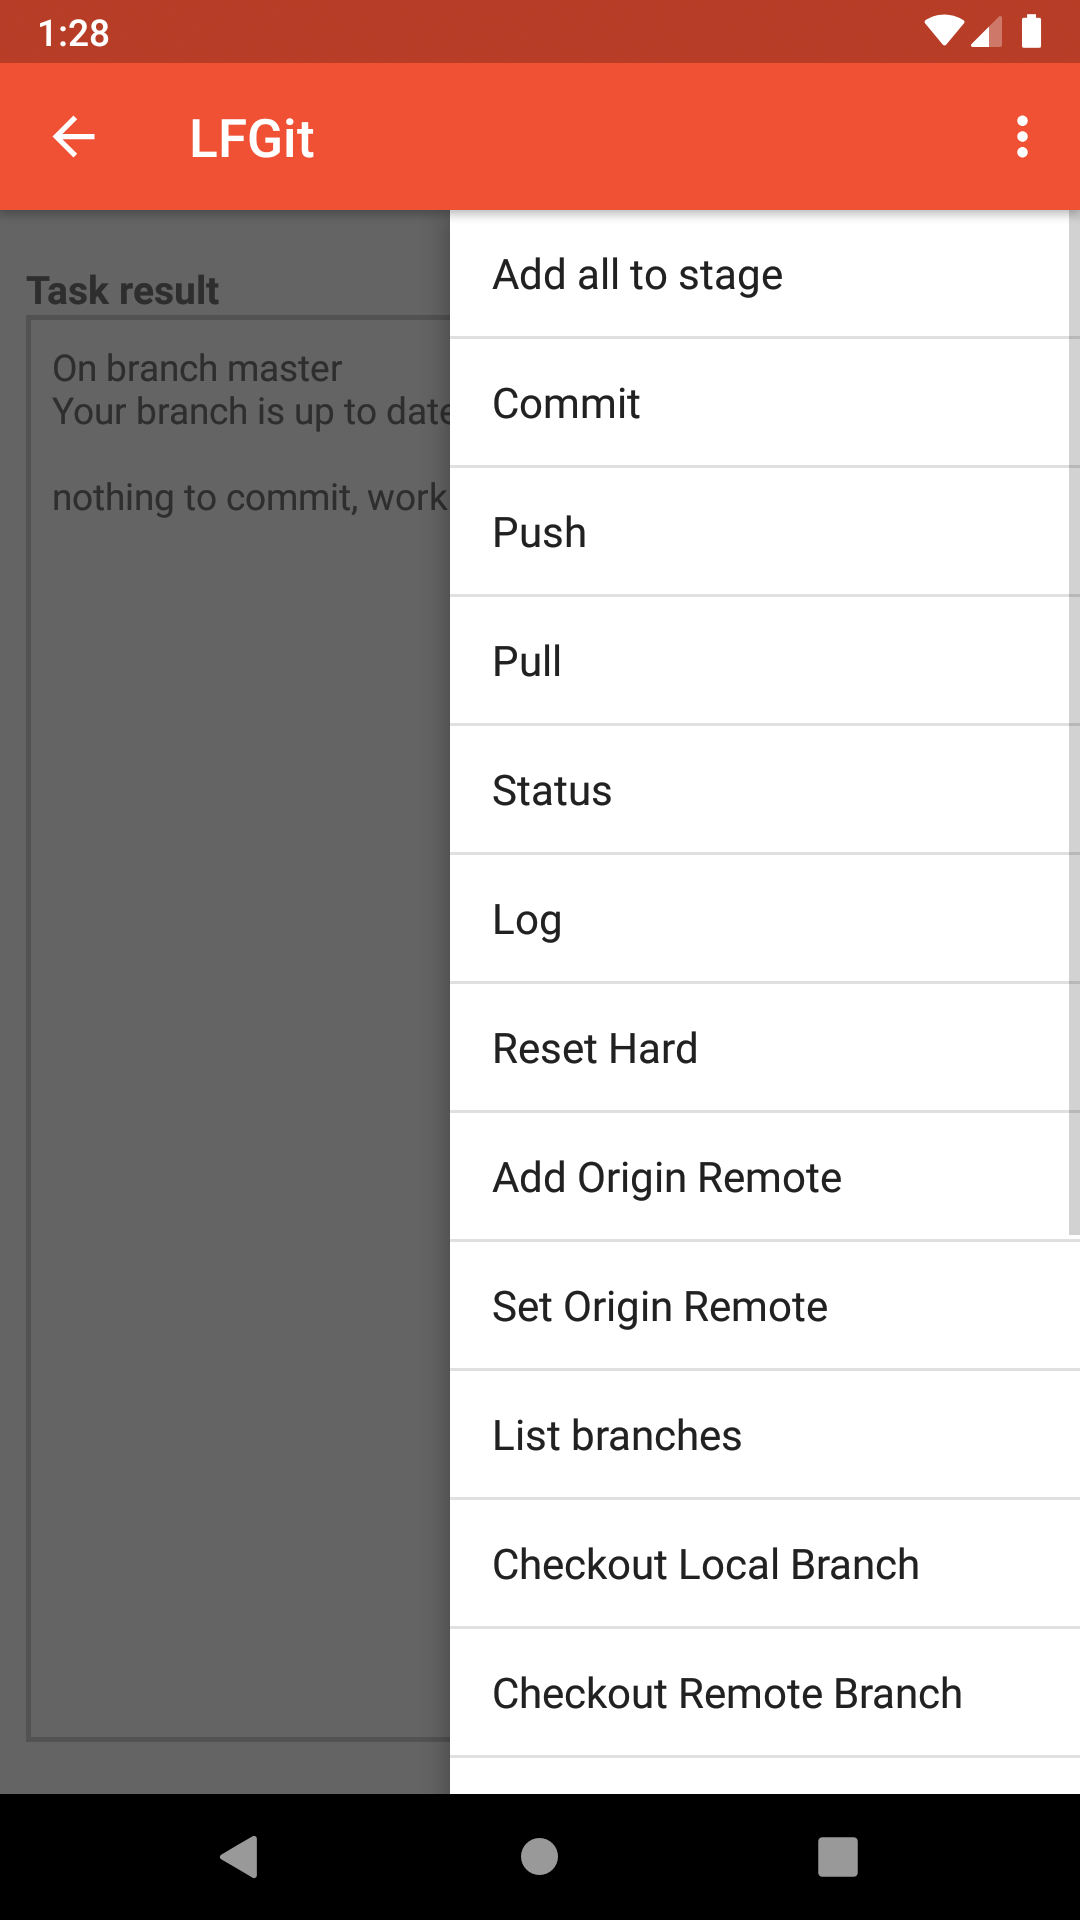 1:28
LFGit
Task result
On branch master
Your branch is up to date
nothing to commit, work
Add all to stage
Commit
Push
Pull
Status
Log
Reset Hard
Add Origin Remote
Set Origin Remote
List branches
Checkout Local Branch
Checkout Remote Branch